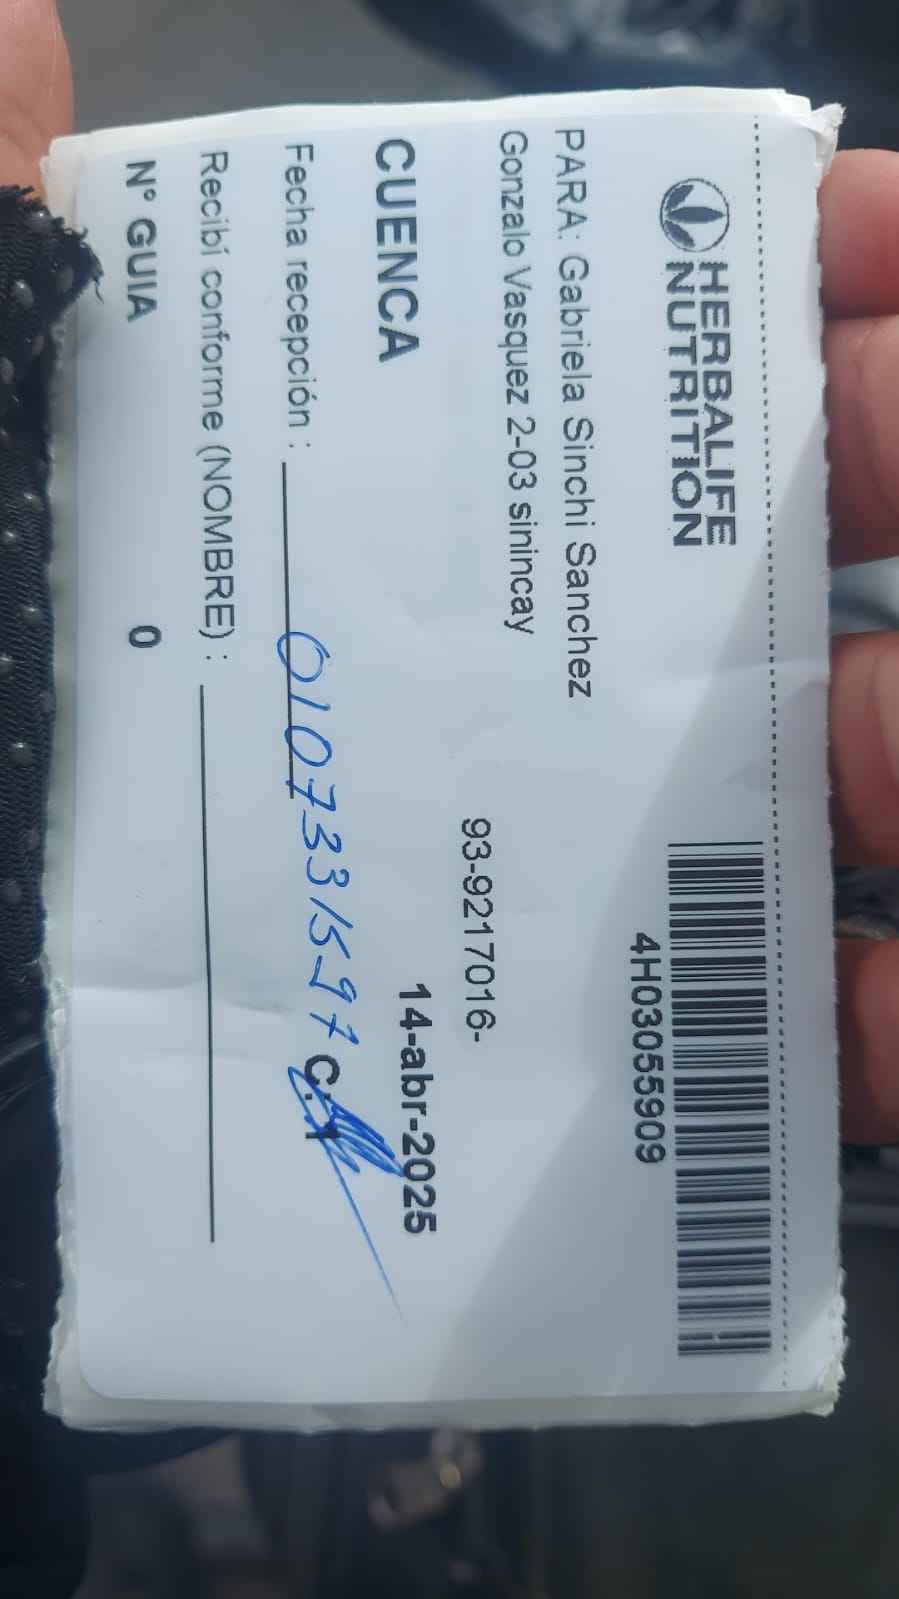 HERBALIFE
NUTRITION
4H03055909
PARA: Gabriela Sinchi Sanchez
Gonzalo Vasquez 2-03 sinincay
93-9217016-
CUENCA
14-abr-2025
Fecha recepción :
0107331597
C: 1
Recibí conforme (NOMBRE) :
N° GUIA 0